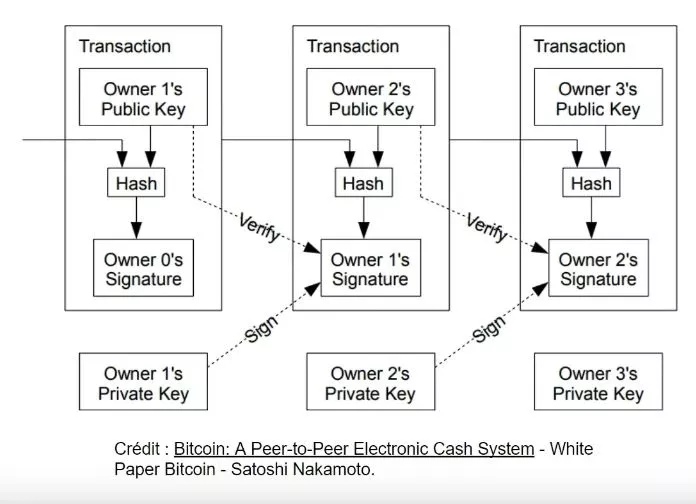 Transaction
Owner 1's
Public Key
Hash
Owner 0's
Signature
Verify
Sign
Owner 1's
Private Key
Transaction
Owner 2's
Public Key
Hash
Owner 1's
Signature
Verify
Sign
Owner 2's
Private Key
Transaction
Owner 3's
Public Key
Hash
Owner 2's
Signature
Owner 3's
Private Key
Crédit : Bitcoin: A Peer-to-Peer Electronic Cash System - White
Paper Bitcoin - Satoshi Nakamoto.